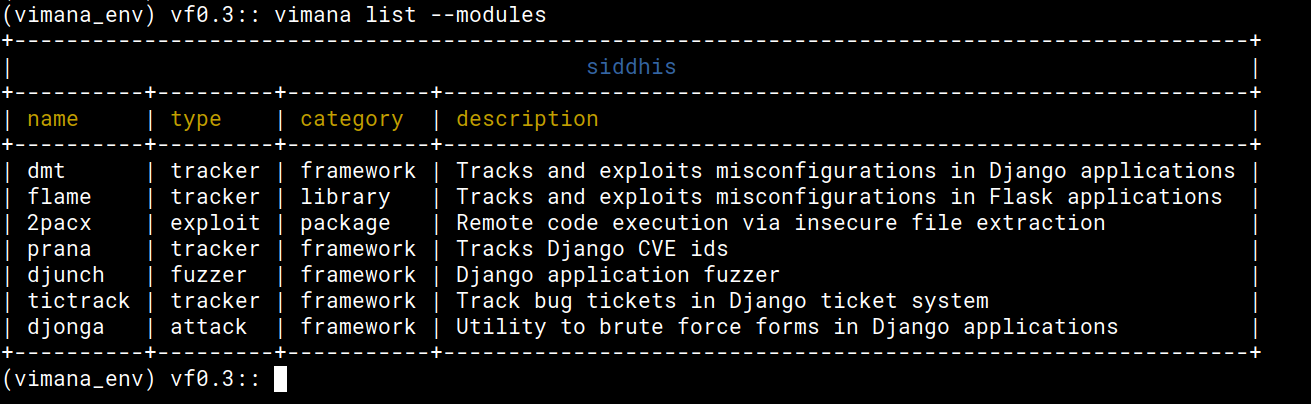 (vimana_env) vf0.3:: vimana list --modules
+-----------------------------------------------------------------------------------------------+
|                                            siddhis                                            |
+----------+---------+-----------+--------------------------------------------------------------+
| name     | type    | category  | description                                                  |
+----------+---------+-----------+--------------------------------------------------------------+
| dmt      | tracker | framework | Tracks and exploits misconfigurations in Django applications |
| flame    | tracker | library   | Tracks and exploits misconfigurations in Flask applications  |
| 2pacx    | exploit | package   | Remote code execution via insecure file extraction           |
| prana    | tracker | framework | Tracks Django CVE ids                                        |
| djunch   | fuzzer  | framework | Django application fuzzer                                    |
| tictrack | tracker | framework | Track bug tickets in Django ticket system                    |
| djonga   | attack  | framework | Utility to brute force forms in Django applications          |
+----------+---------+-----------+--------------------------------------------------------------+
(vimana_env) vf0.3::